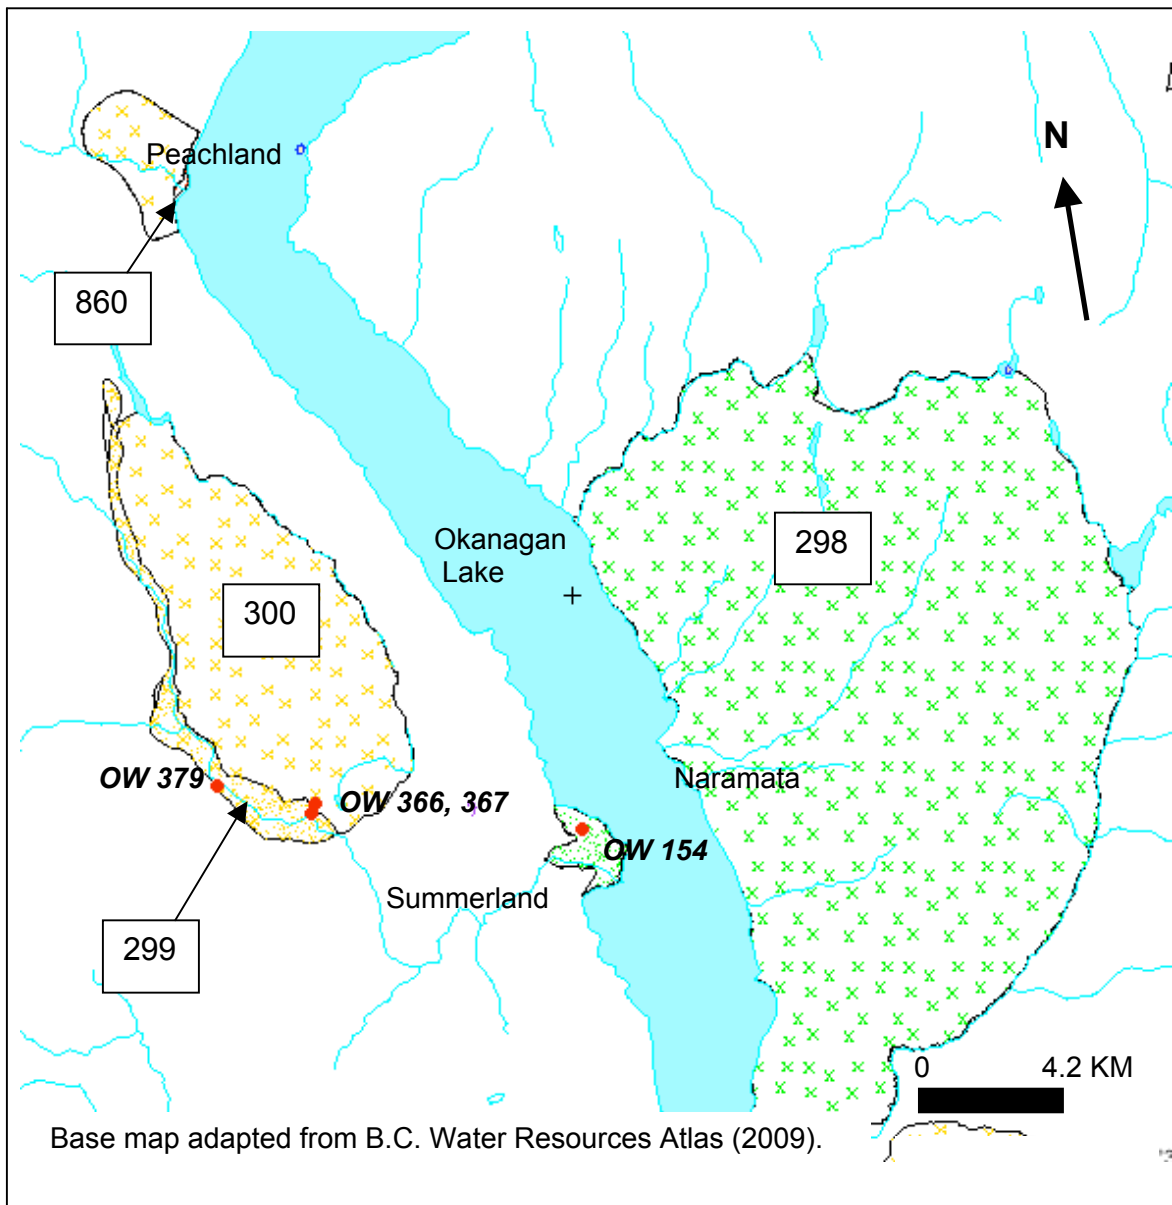 Peachland
N
860
Okanagan
Lake
298
300
Naramata
OW 379
OW 366, 367
OW 154
Summerland
299
0 4.2 KM
Base map adapted from B.C. Water Resources Atlas (2009).